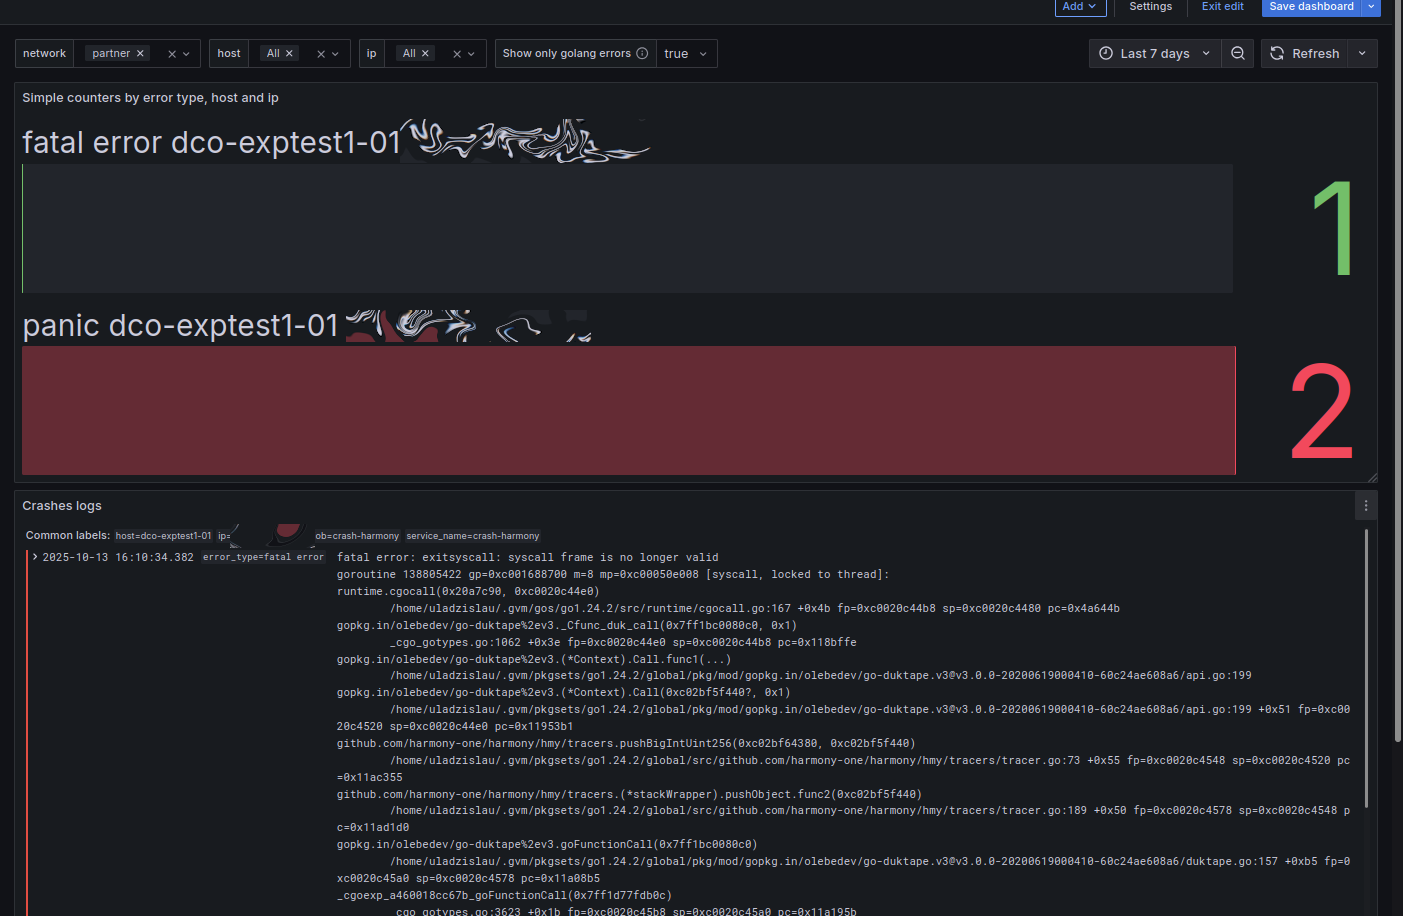 Add Settings Exit edit Save dashboard
network partner × × host All × × ip All × × Show only golang errors true Last 7 days Refresh
Simple counters by error type, host and ip
fatal error dco-exptest1-01
1
panic dco-exptest1-01
2
Crashes logs
Common labels: host=dco-exptest1-01 ip= ob=crash-harmony service_name=crash-harmony
2025-10-13 16:10:34.382 error_type=fatal error fatal error: exitsyscall: syscall frame is no longer valid
goroutine 138805422 gp=0xc001688700 m=8 mp=0xc00050e008 [syscall, locked to thread]:
runtime.cgocall(0x20a7c90, 0xc0020c44e0)
/home/uladzislau/.gvm/gos/go1.24.2/src/runtime/cgocall.go:167 +0x4b fp=0xc0020c44b8 sp=0xc0020c4480 pc=0x4a644b
gopkg.in/olebedev/go-duktape%2ev3._Cfunc_duk_call(0x7ff1bc0080c0, 0x1)
_cgo_gotypes.go:1062 +0x3e fp=0xc0020c44e0 sp=0xc0020c44b8 pc=0x118bffe
gopkg.in/olebedev/go-duktape%2ev3.(*Context).Call.func1(...)
/home/uladzislau/.gvm/pkgsets/go1.24.2/global/pkg/mod/gopkg.in/olebedev/go-duktape.v3@v3.0.0-20200619000410-60c24ae608a6/api.go:199
gopkg.in/olebedev/go-duktape%2ev3.(*Context).Call(0xc02bf5f440?, 0x1)
/home/uladzislau/.gvm/pkgsets/go1.24.2/global/pkg/mod/gopkg.in/olebedev/go-duktape.v3@v3.0.0-20200619000410-60c24ae608a6/api.go:199 +0x51 fp=0xc00
20c4520 sp=0xc0020c44e0 pc=0x11953b1
github.com/harmony-one/harmony/hmy/tracers.pushBigIntUint256(0xc02bf64380, 0xc02bf5f440)
/home/uladzislau/.gvm/pkgsets/go1.24.2/global/src/github.com/harmony-one/harmony/hmy/tracers/tracer.go:73 +0x55 fp=0xc0020c4548 sp=0xc0020c4520 pc
=0x11ac355
github.com/harmony-one/harmony/hmy/tracers.(*stackWrapper).pushObject.func2(0xc02bf5f440)
/home/uladzislau/.gvm/pkgsets/go1.24.2/global/src/github.com/harmony-one/harmony/hmy/tracers/tracer.go:189 +0x50 fp=0xc0020c4578 sp=0xc0020c4548 p
c=0x11ad1d0
gopkg.in/olebedev/go-duktape%2ev3.goFunctionCall(0x7ff1bc0080c0)
/home/uladzislau/.gvm/pkgsets/go1.24.2/global/pkg/mod/gopkg.in/olebedev/go-duktape.v3@v3.0.0-20200619000410-60c24ae608a6/duktape.go:157 +0xb5 fp=0
xc0020c45a0 sp=0xc0020c4578 pc=0x11a08b5
_cgoexp_a460018cc67b_goFunctionCall(0x7ff1d77fdb0c)
_cgo_gotypes.go:3623 +0x1b fp=0xc0020c45b8 sp=0xc0020c45a0 pc=0x11a195b